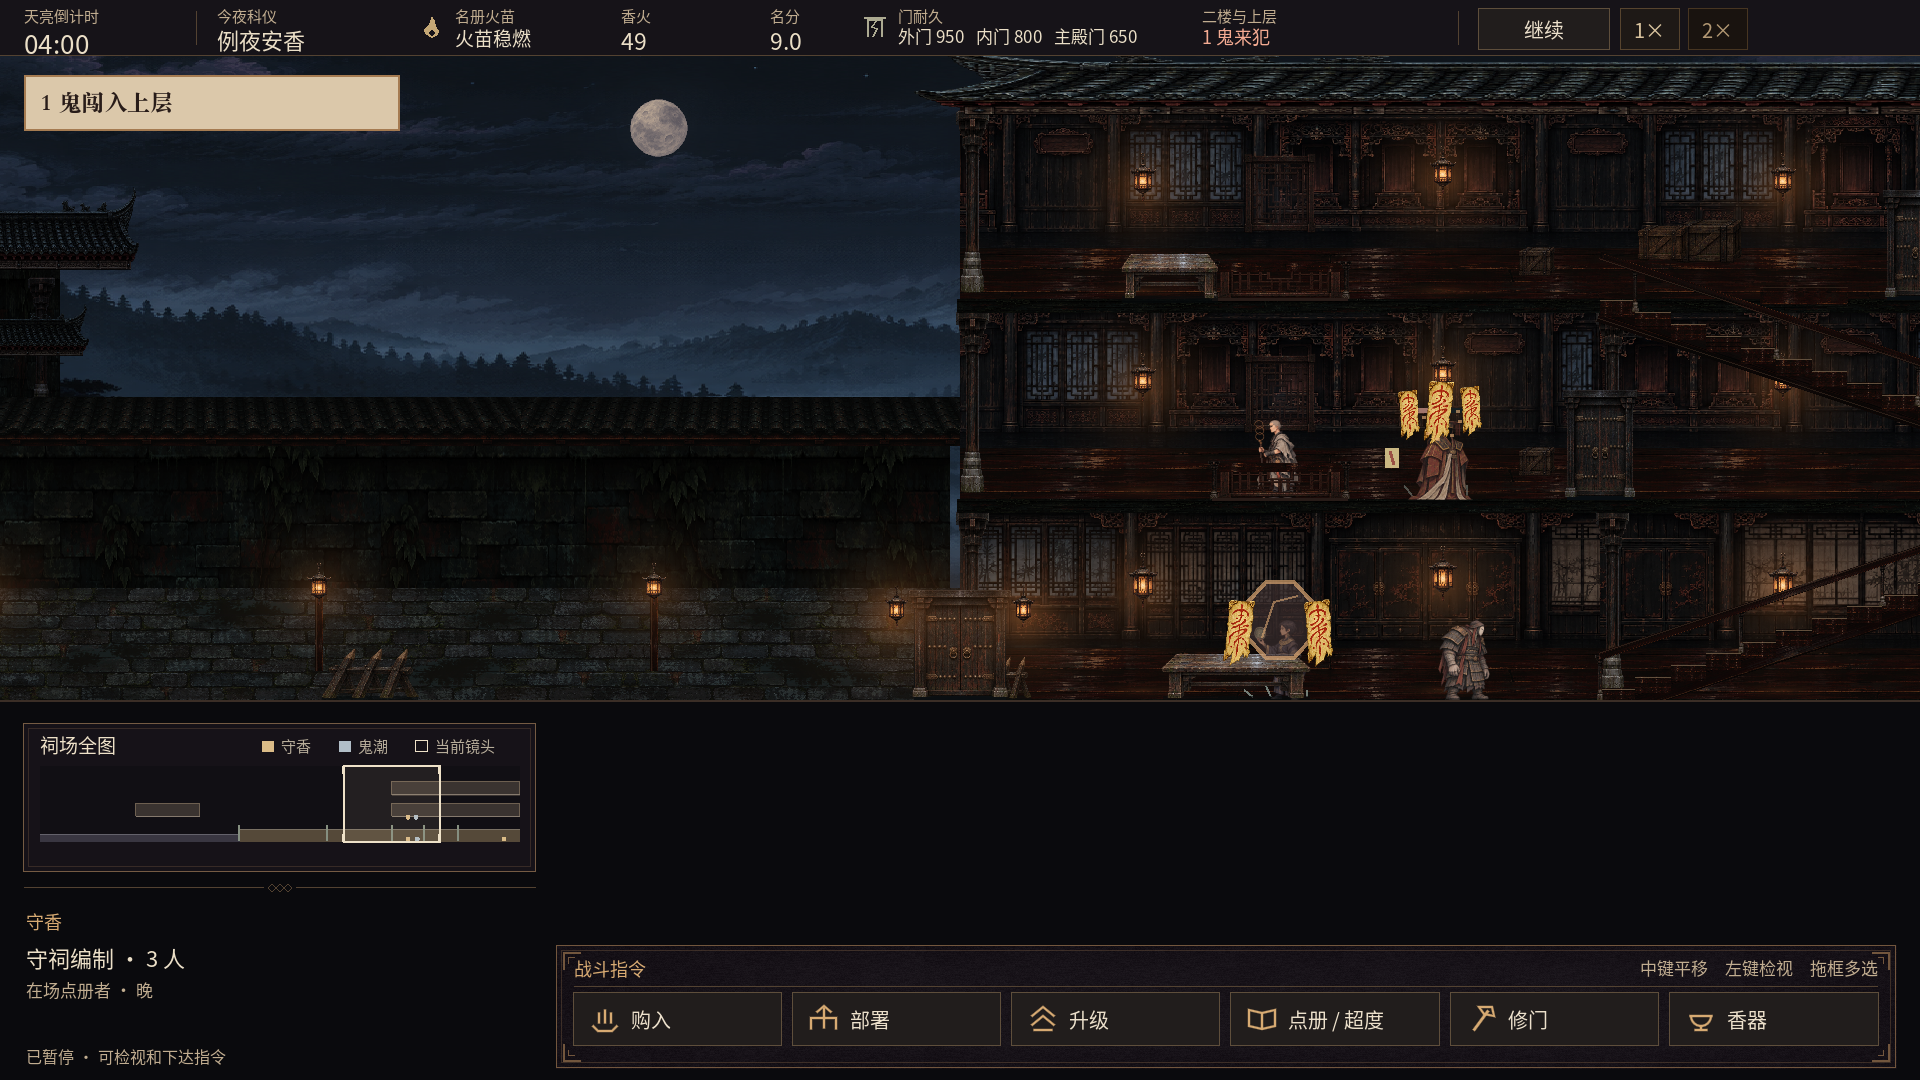 天亮倒计时
04:00
今夜科仪
例夜安香
名册火苗
火苗稳燃
香火
49
名分
9.0
门耐久
外门 950 内门 800 主殿门 650
二楼与上层
1 鬼来犯
继续
1×
2×
1 鬼闯入上层
祠场全图
守香
鬼潮
当前镜头
守香
守祠编制 · 3 人
在场点册者 · 晚
已暂停 · 可检视和下达指令
战斗指令
中键平移 左键检视 拖框多选
购入
部署
升级
点册 / 超度
修门
香器